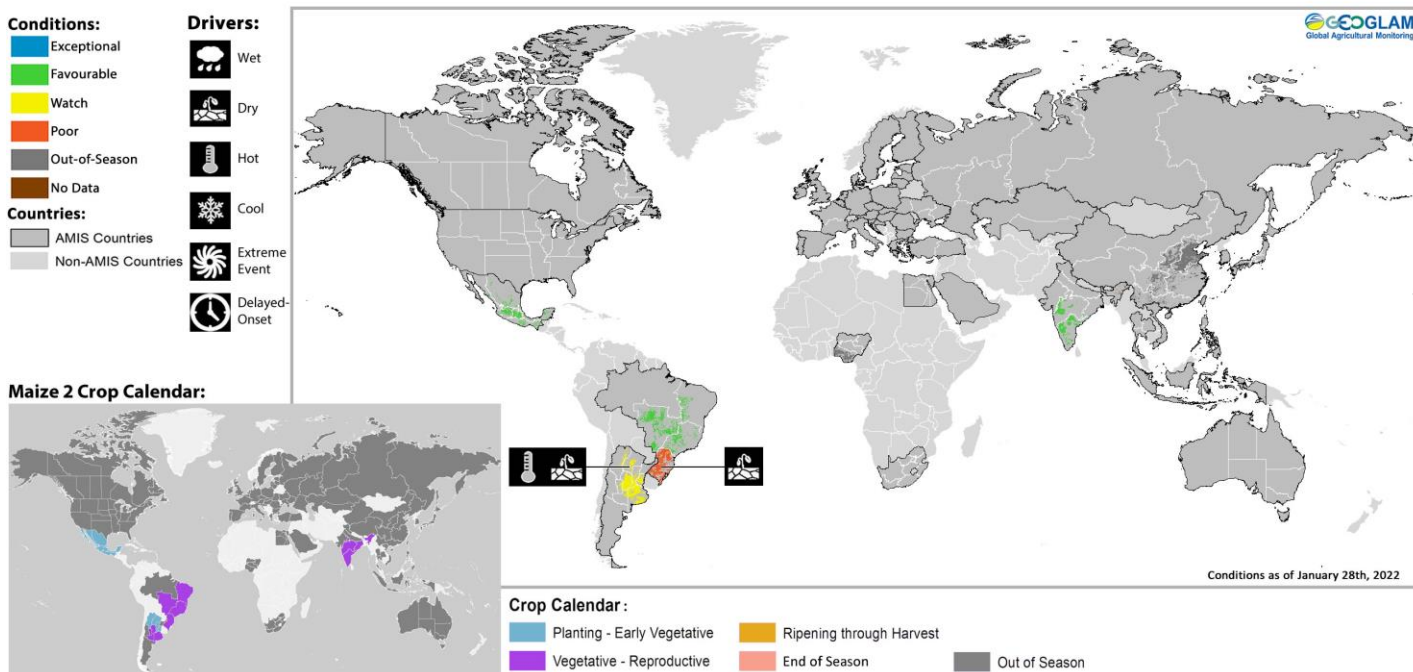 Conditions:
Exceptional
Favourable
Watch
Poor
Out-of-Season
No Data
Countries:
AMIS Countries
Non-AMIS Countries
Drivers:
Wet
Dry
Hot
Cool
Extreme
Event
Delayed-
Onset
GEOGLAM
Global Agricultural Monitoring
Maize 2 Crop Calendar:
Conditions as of January 28th, 2022
Crop Calendar :
Planting - Early Vegetative
Ripening through Harvest
Vegetative - Reproductive
End of Season
Out of Season